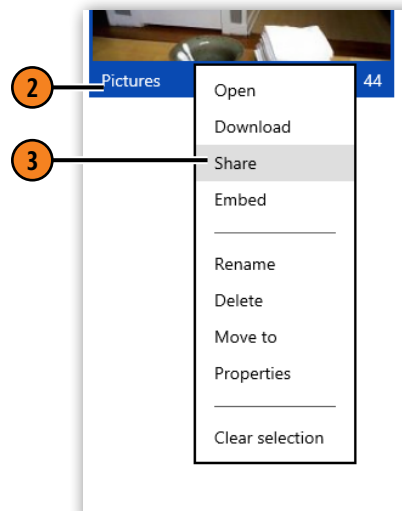 2
Pictures 44
Open
Download
3
Share
Embed
Rename
Delete
Move to
Properties
Clear selection